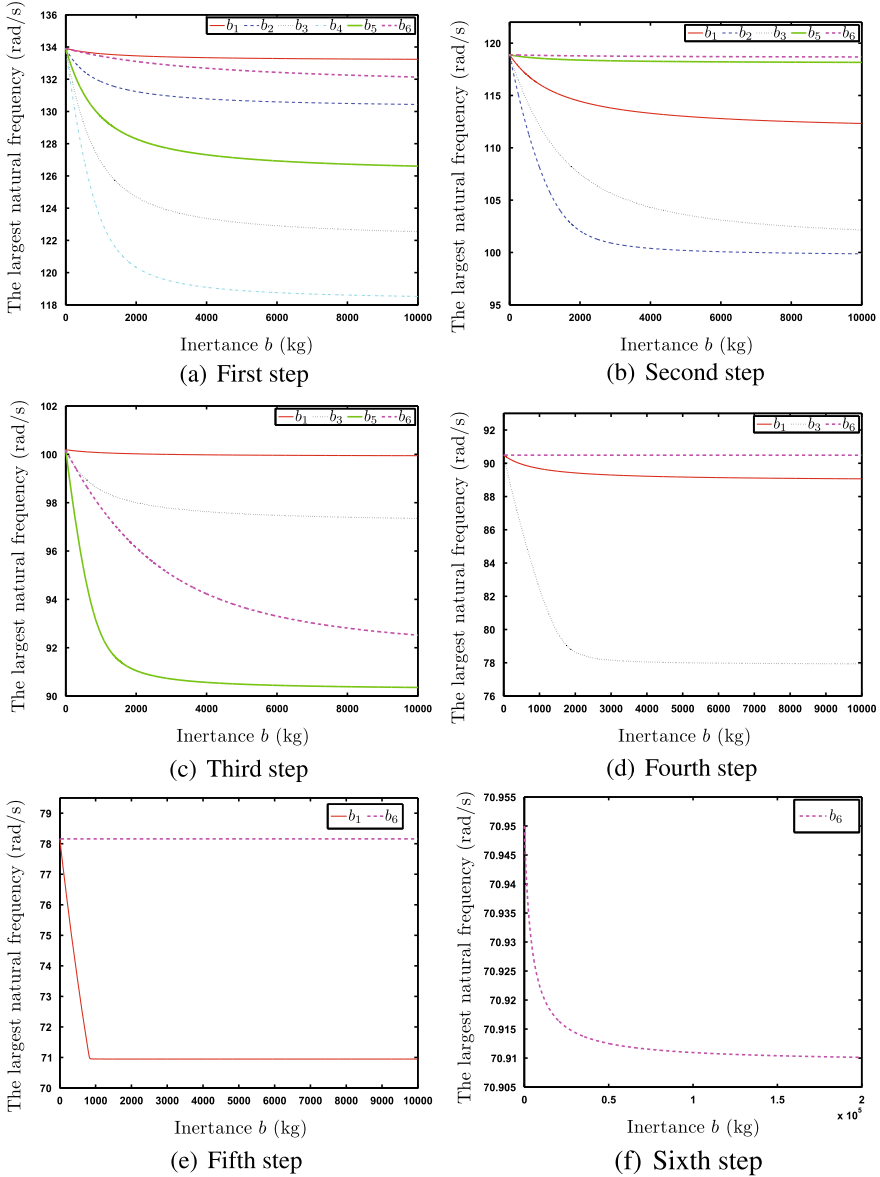 The largest natural frequency (rad/s)
136
134
132
130
128
126
124
122
120
118
b1 b2 b3 b4 b5 b6
0 2000 4000 6000 8000 10000
Inertance b (kg)
(a) First step
The largest natural frequency (rad/s)
120
115
110
105
100
95
b1 b2 b3 b5 b6
0 2000 4000 6000 8000 10000
Inertance b (kg)
(b) Second step
The largest natural frequency (rad/s)
102
100
98
96
94
92
90
b1 b3 b5 b6
0 2000 4000 6000 8000 10000
Inertance b (kg)
(c) Third step
The largest natural frequency (rad/s)
92
90
88
86
84
82
80
78
76
b1 b3 b6
0 1000 2000 3000 4000 5000 6000 7000 8000 9000 10000
Inertance b (kg)
(d) Fourth step
The largest natural frequency (rad/s)
79
78
77
76
75
74
73
72
71
70
b1 b6
0 1000 2000 3000 4000 5000 6000 7000 8000 9000 10000
Inertance b (kg)
(e) Fifth step
The largest natural frequency (rad/s)
70.955
70.95
70.945
70.94
70.935
70.93
70.925
70.92
70.915
70.91
70.905
b6
0 0.5 1 1.5 2
x 10^5
Inertance b (kg)
(f) Sixth step